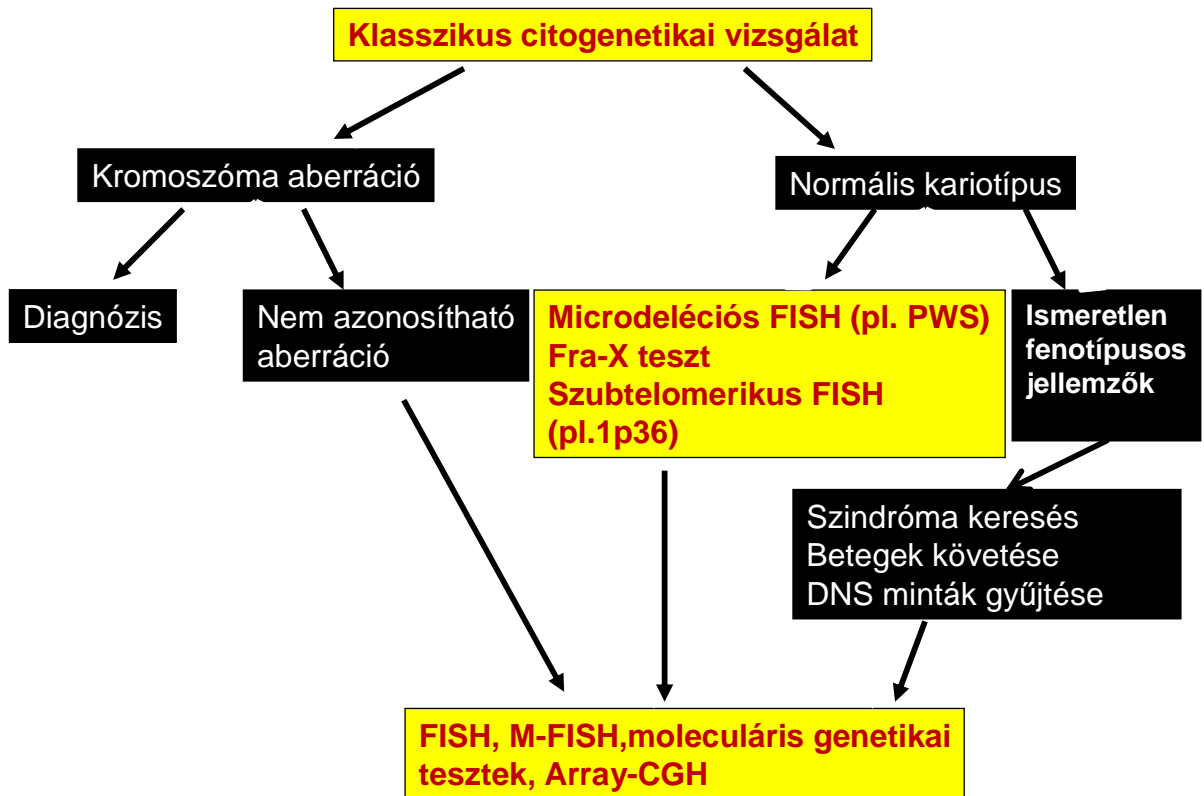 Klasszikus citogenetikai vizsgálat
Kromoszóma aberráció
Normális kariotípus
Diagnózis
Nem azonosítható
aberráció
Microdeléciós FISH (pl. PWS)
Fra-X teszt
Szubtelomerikus FISH
(pl.1p36)
Ismeretlen
fenotípusos
jellemzők
Szindróma keresés
Betegek követése
DNS minták gyűjtése
FISH, M-FISH,moleculáris genetikai
tesztek, Array-CGH